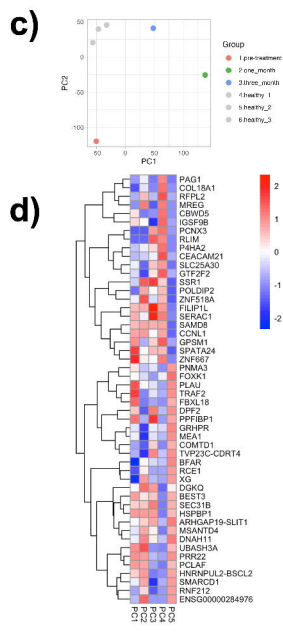 c)
50
0
50
100
PC2
-50
0
50
100
PC1
Group
1.pre-treatment
2.one_month
3.three_month
4.healthy_1
5.healthy_2
6.healthy_3
d)
PAG1
COL18A1
RFPL2
MREG
CBWD5
IGSF9B
PCNX3
RLIM
P4HA2
CEACAM21
SLC25A30
GTF2F2
SSR1
POLDIP2
ZNF518A
FILIP1L
SERAC1
SAMD8
CCNL1
GPSM1
SPATA24
ZNF667
PNMA3
FOXK1
PLAU
TRAF2
FBXL18
DPF2
PPFIBP1
GRHPR
MEA1
COMTD1
TVP23C-CDRT4
BFAR
RCE1
XG
DGKQ
BEST3
SEC31B
HSPBP1
ARHGAP19-SLIT1
MSANTD4
DNAH11
UBASH3A
PRR22
PCLAF
HNRNPUL2-BSCL2
SMARCD1
RNF212
ENSG00000284976
PC1
PC2
PC3
PC4
PC5
2
1
0
-1
-2